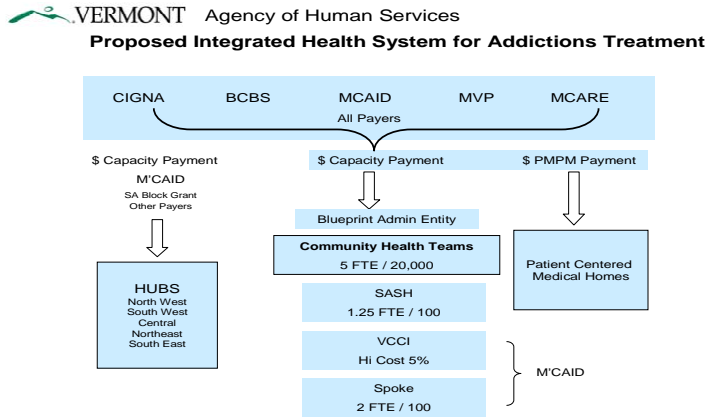 VERMONT Agency of Human Services
Proposed Integrated Health System for Addictions Treatment
CIGNA BCBS MCAID MVP MCARE
All Payers
$ Capacity Payment
M'CAID
SA Block Grant
Other Payers
HUBS
North West
South West
Central
Northeast
South East
$ Capacity Payment
Blueprint Admin Entity
Community Health Teams
5 FTE / 20,000
SASH
1.25 FTE / 100
VCCI
Hi Cost 5%
Spoke
2 FTE / 100
M'CAID
$ PMPM Payment
Patient Centered
Medical Homes